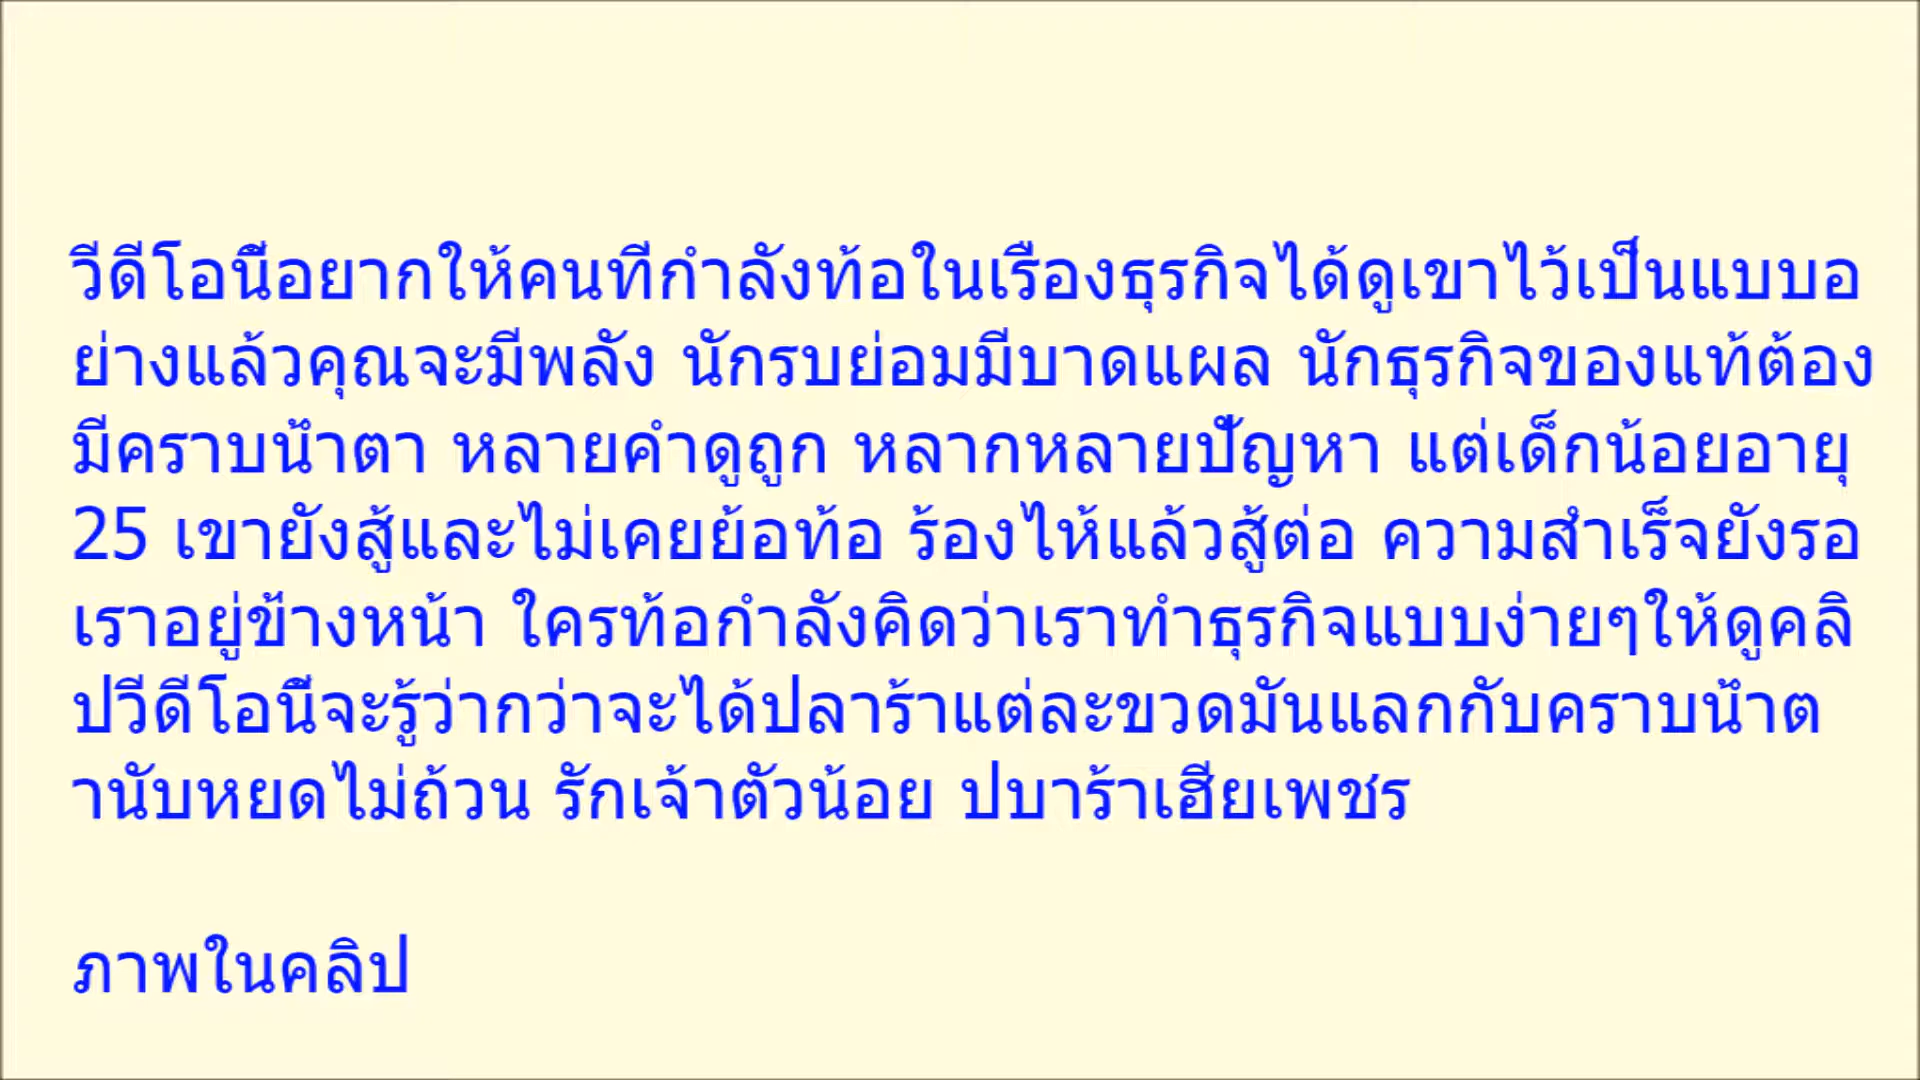 วีดีโอนี้อยากให้คนที่กำลังท้อในเรื่องธุรกิจได้ดูเขาไว้เป็นแบบอ
ย่างแล้วคุณจะมีพลัง นักรบย่อมมีบาดแผล นักธุรกิจของแท้ต้อง
มีคราบน้ำตา หลายคำดูถูก หลากหลายปัญหา แต่เด็กน้อยอายุ
25 เขายังสู้และไม่เคยย้อท้อ ร้องไห้แล้วสู้ต่อ ความสำเร็จยังรอ
เราอยู่ข้างหน้า ใครท้อกำลังคิดว่าเราทำธุรกิจแบบง่ายๆให้ดูคลิ
ปวีดีโอนี้จะรู้ว่ากว่าจะได้ปลาร้าแต่ละขวดมันแลกกับคราบน้ำต
านับหยดไม่ถ้วน รักเจ้าตัวน้อย ปบาร้าเฮียเพชร
ภาพในคลิป